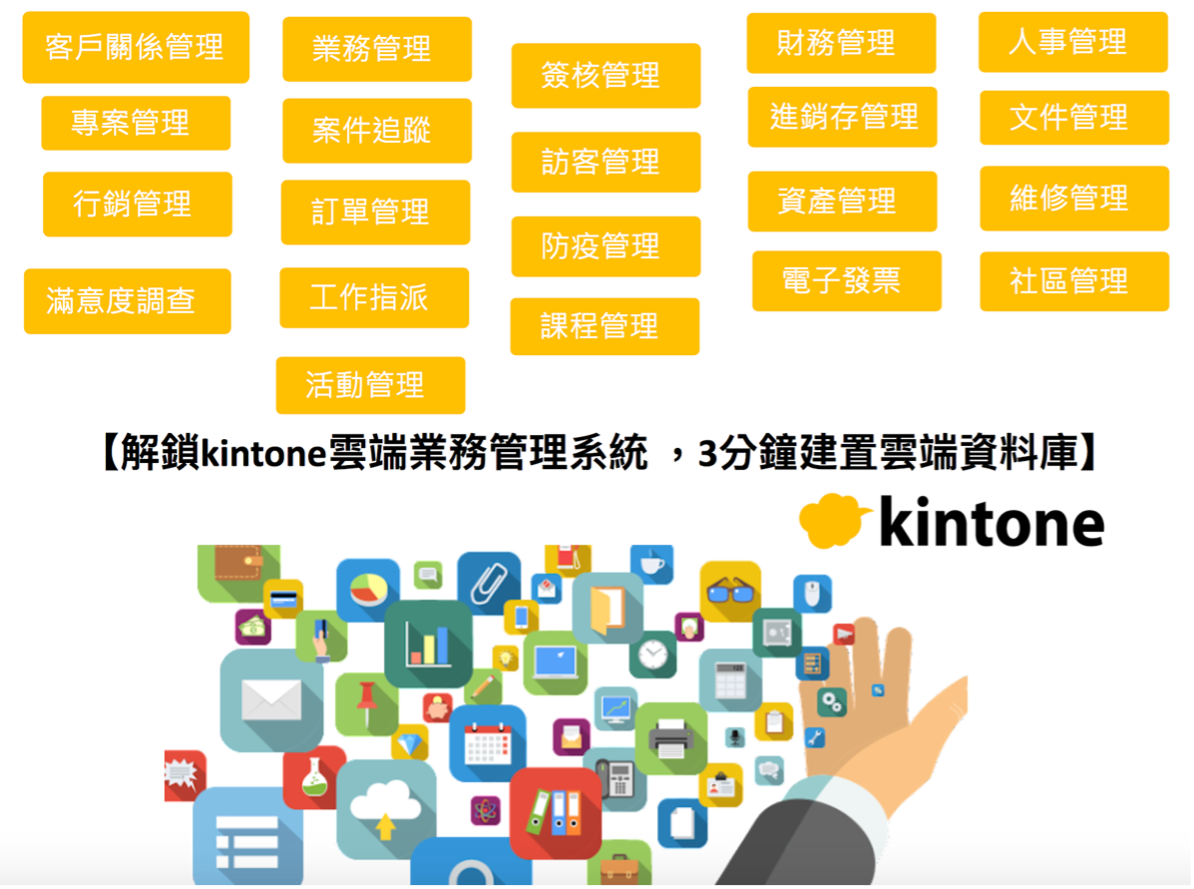 客戶關係管理
專案管理
行銷管理
滿意度調查
業務管理
案件追蹤
訂單管理
工作指派
活動管理
簽核管理
訪客管理
防疫管理
課程管理
財務管理
進銷存管理
資產管理
電子發票
人事管理
文件管理
維修管理
社區管理
【解鎖kintone雲端業務管理系統 ，3分鐘建置雲端資料庫】
kintone